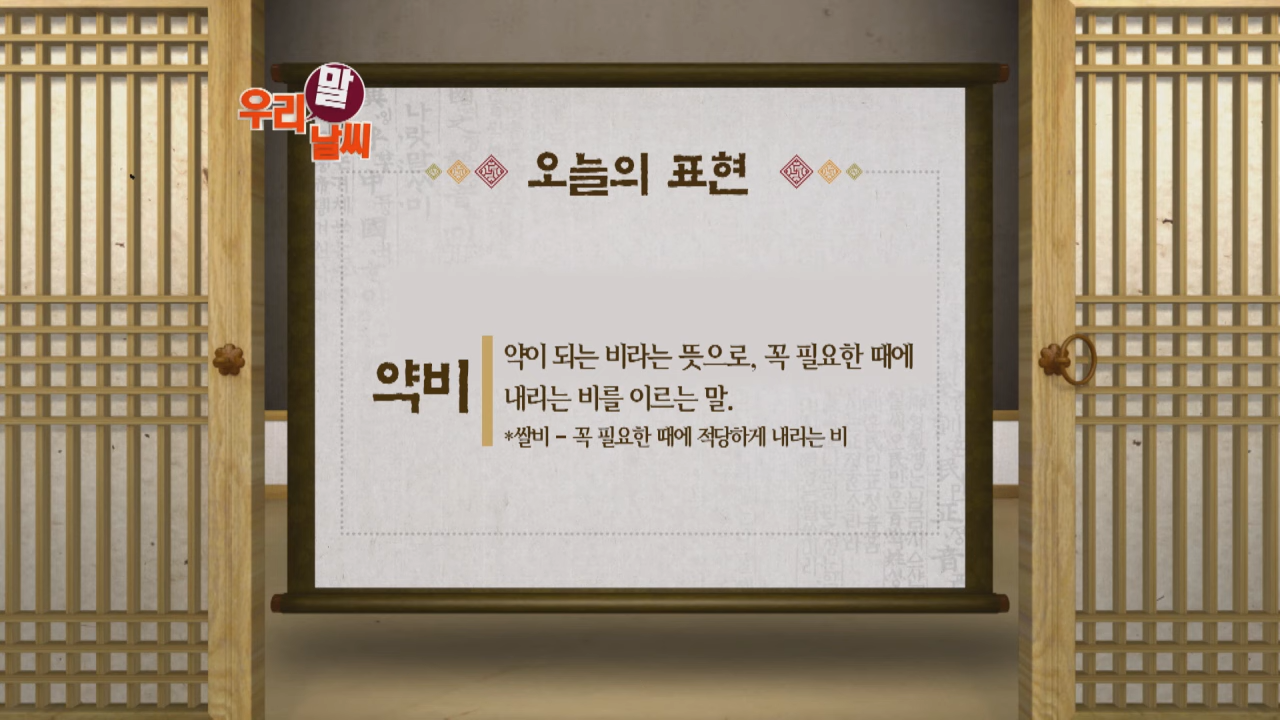 우리말
날씨
오늘의 표현
약비
약이 되는 비라는 뜻으로, 꼭 필요한 때에
내리는 비를 이르는 말.
*쌀비 - 꼭 필요한 때에 적당하게 내리는 비